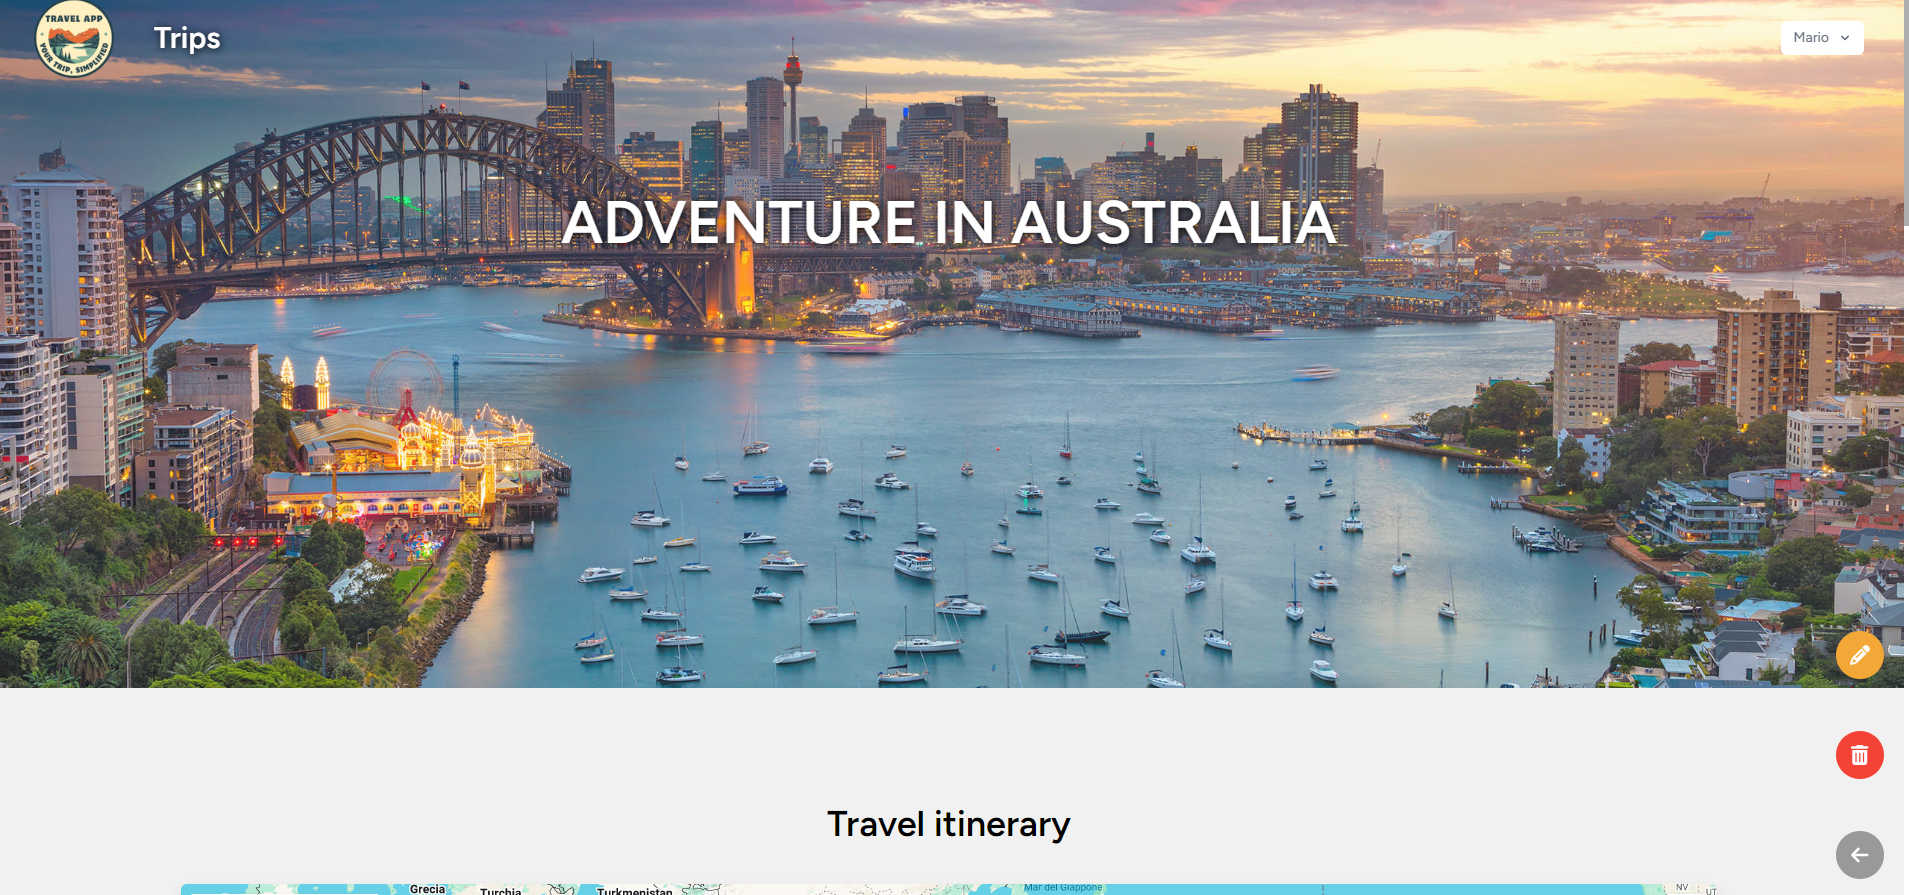 TRAVEL APP
YOUR TRIP, SIMPLIFIED
Trips
Mario
ADVENTURE IN AUSTRALIA
Travel itinerary
Grecia
Turchia
Turkmenistan
Mar del Giappone
NV
UT